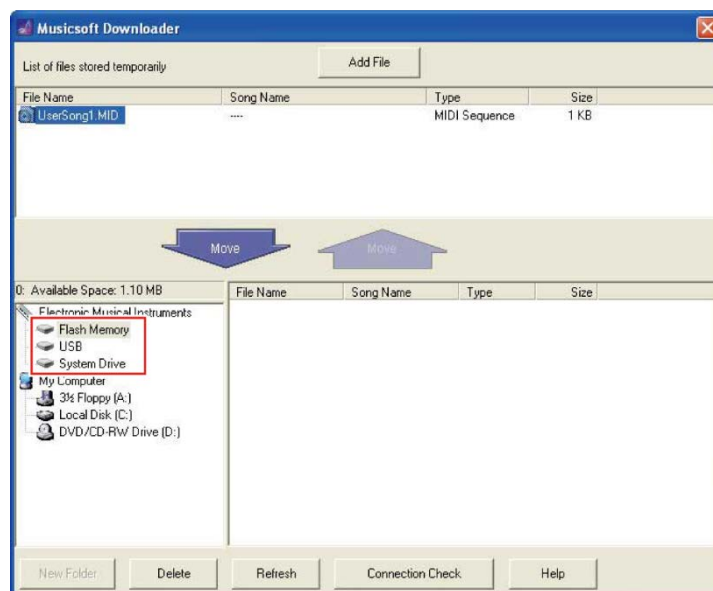 Musicsoft Downloader
List of files stored temporarily
Add File
File Name Song Name Type Size
UserSong1.MID ---- MIDI Sequence 1 KB
Move Move
0: Available Space: 1.10 MB
File Name Song Name Type Size
Electronic Musical Instruments
Flash Memory
USB
System Drive
My Computer
3½ Floppy (A:)
Local Disk (C:)
DVD/CD-RW Drive (D:)
New Folder Delete Refresh Connection Check Help